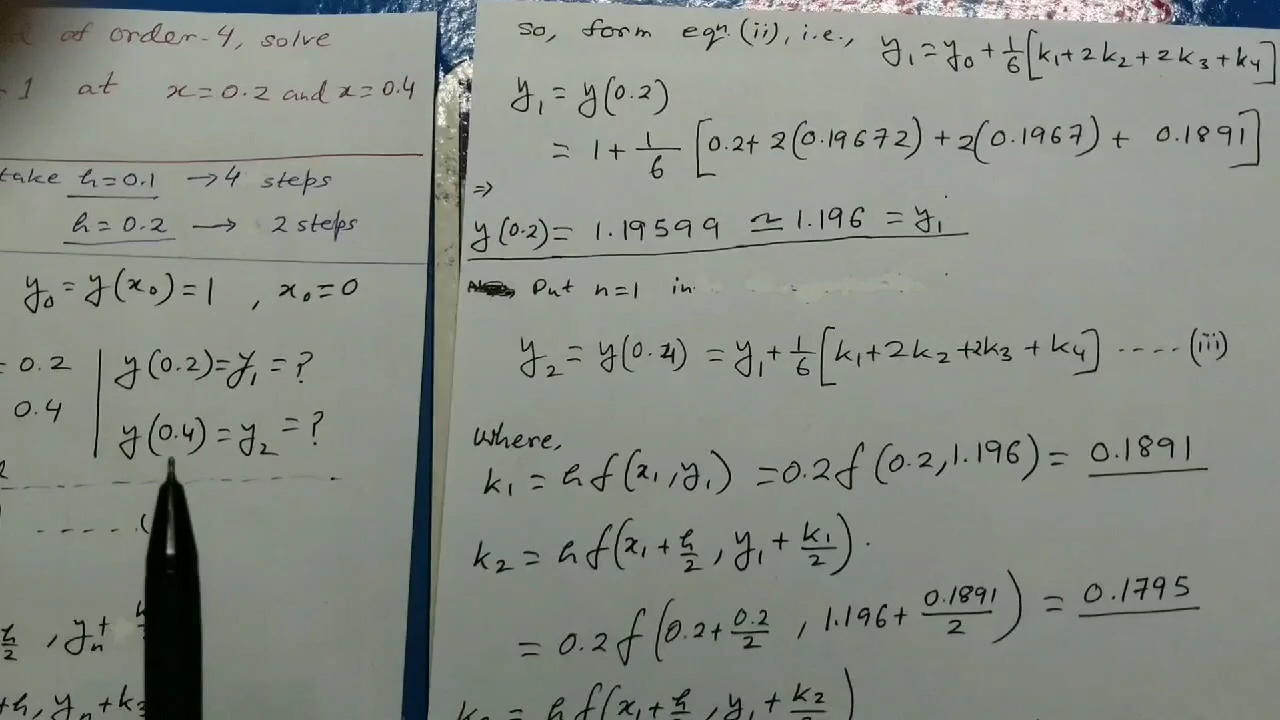 of order-4, solve
1 at x=0.2 and x=0.4
take h=0.1 → 4 steps
h=0.2 → 2 steps
y₀=y(x₀)=1 , x₀=0
= 0.2 | y(0.2)=y₁=?
0.4 | y(0.4)=y₂=?
so, form eqn. (ii), i.e., y₁=y₀+1/6[k₁+2k₂+2k₃+k₄]
y₁=y(0.2)
= 1+ 1/6 [0.2+2(0.19672)+2(0.1967)+ 0.1891]
⇒
y(0.2)= 1.19599 ≃ 1.196 = y₁
Put n=1 in
y₂ = y(0.4) = y₁+1/6[k₁+2k₂+2k₃+k₄] ....(iii)
where,
k₁ = hf(x₁,y₁) =0.2f(0.2,1.196)= 0.1891
k₂ = hf(x₁+h/2, y₁+k₁/2).
= 0.2f(0.2+0.2/2, 1.196+0.1891/2) = 0.1795
= hf(x₁+h/2, y₁+k₂/2)